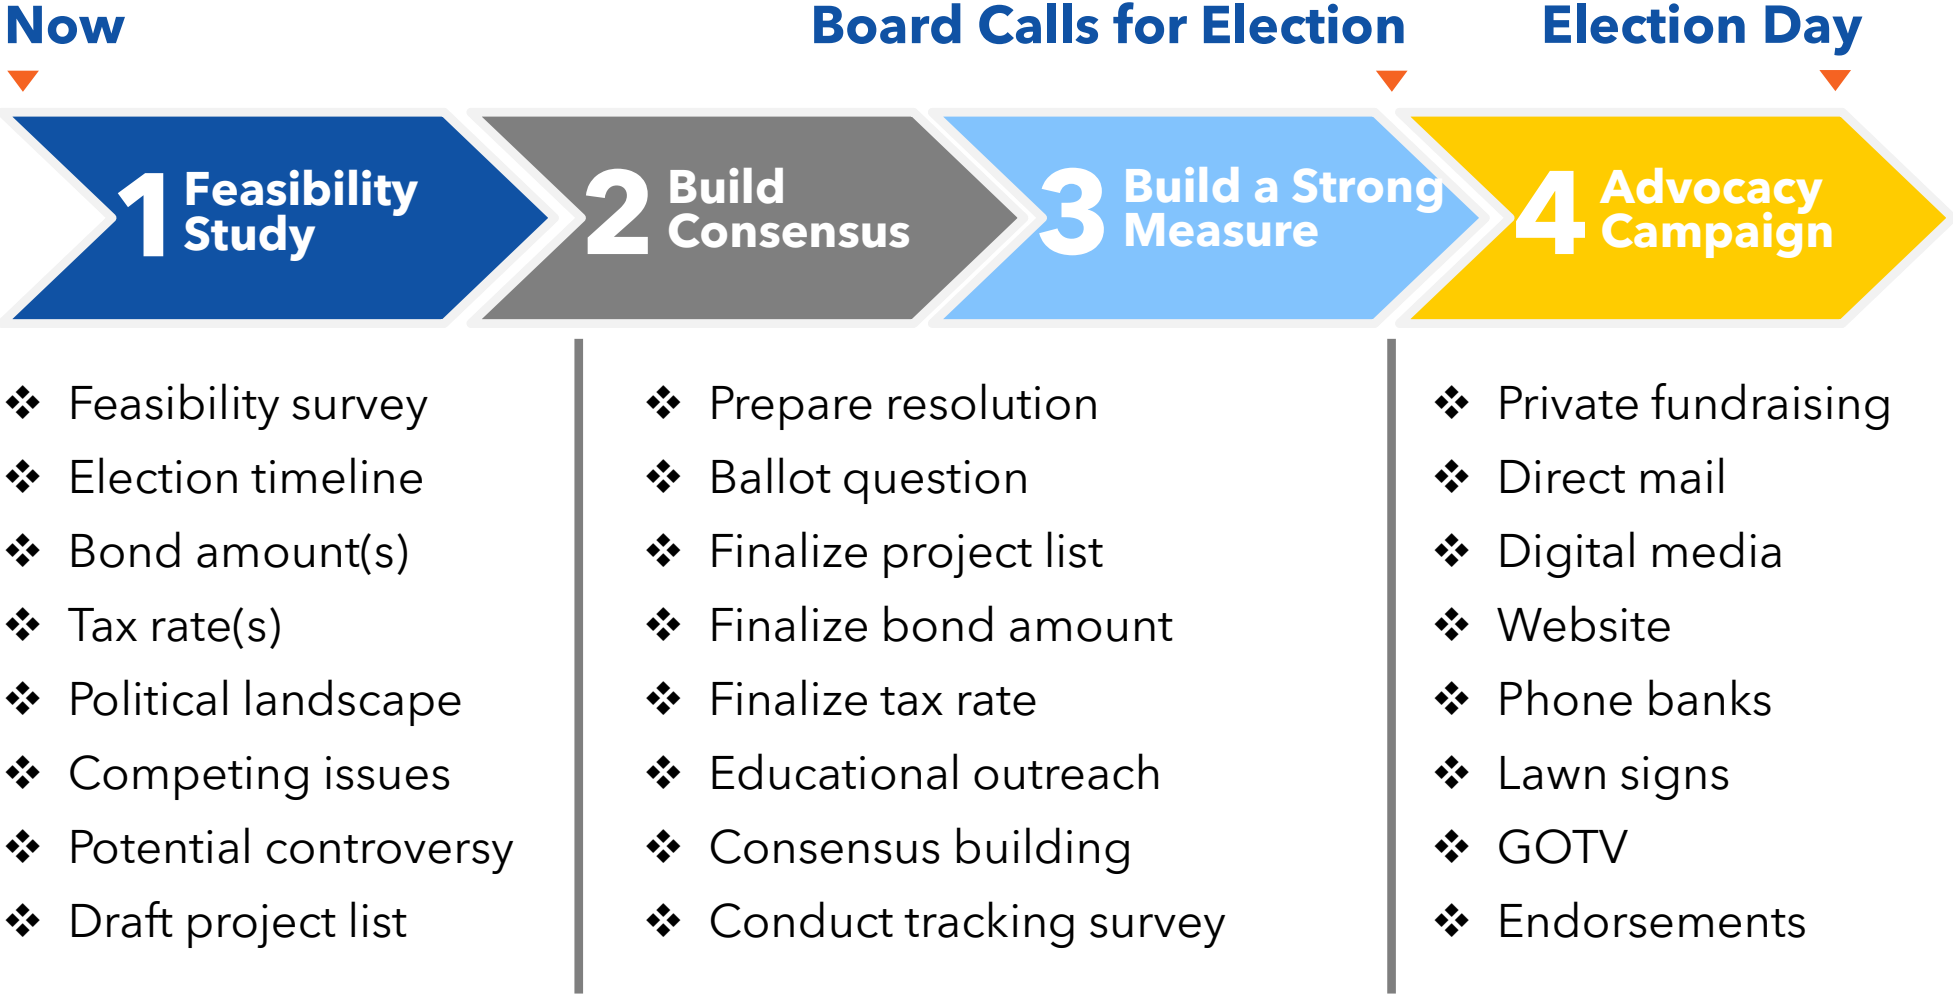 Now
Board Calls for Election
Election Day
1 Feasibility
Study
2 Build
Consensus
3 Build a Strong
Measure
4 Advocacy
Campaign
❖ Feasibility survey
❖ Election timeline
❖ Bond amount(s)
❖ Tax rate(s)
❖ Political landscape
❖ Competing issues
❖ Potential controversy
❖ Draft project list
❖ Prepare resolution
❖ Ballot question
❖ Finalize project list
❖ Finalize bond amount
❖ Finalize tax rate
❖ Educational outreach
❖ Consensus building
❖ Conduct tracking survey
❖ Private fundraising
❖ Direct mail
❖ Digital media
❖ Website
❖ Phone banks
❖ Lawn signs
❖ GOTV
❖ Endorsements